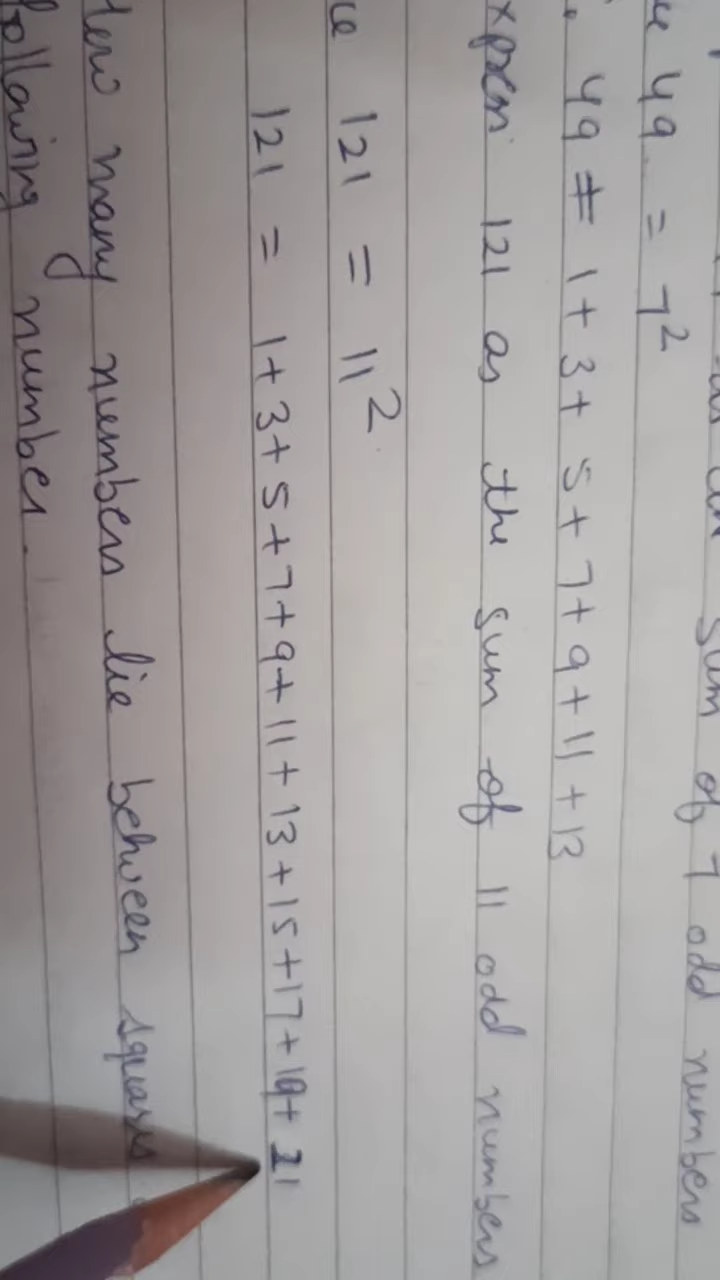 sum of 7 odd numbers
49 = 7²
49 ≠ 1 + 3 + 5 + 7 + 9 + 11 + 13
121 as the sum of 11 odd numbers
121 = 11²
121 = 1 + 3 + 5 + 7 + 9 + 11 + 13 + 15 + 17 + 19 + 21
How many numbers lie between squares
following number.